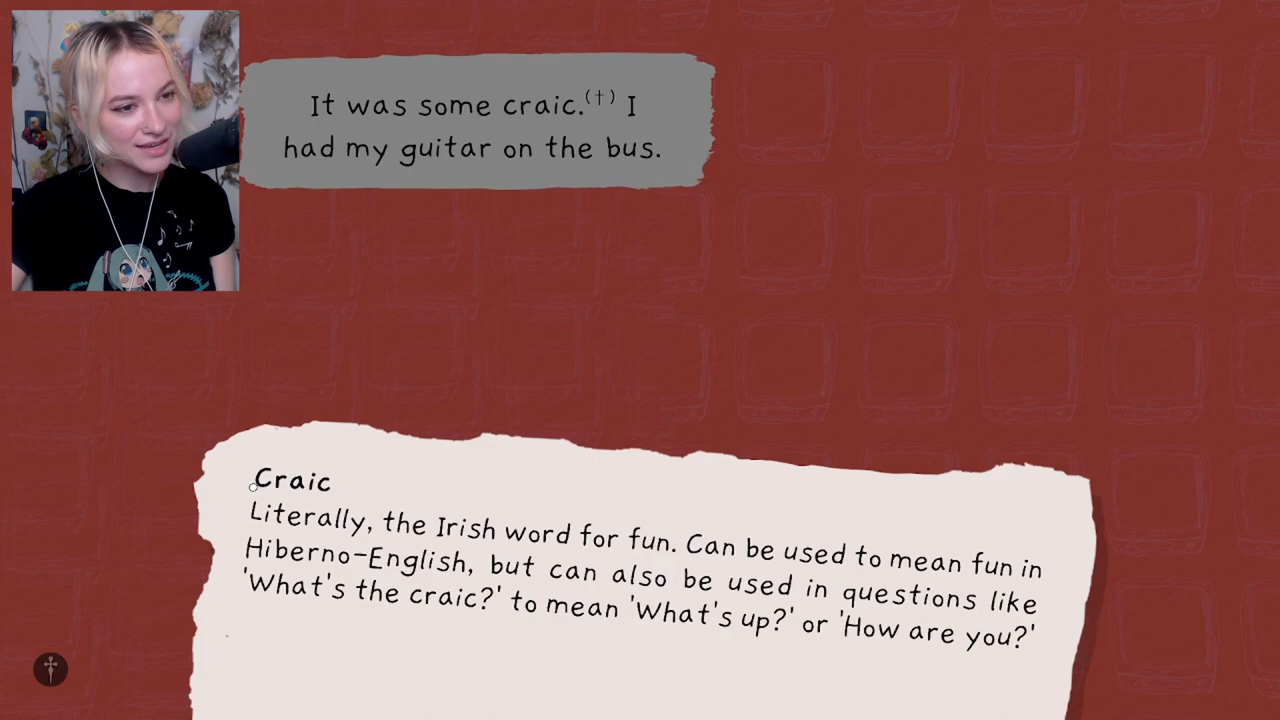 It was some craic.(†) I
had my guitar on the bus.
Craic
Literally, the Irish word for fun. Can be used to mean fun in
Hiberno-English, but can also be used in questions like
'What's the craic?' to mean 'What's up?' or 'How are you?'